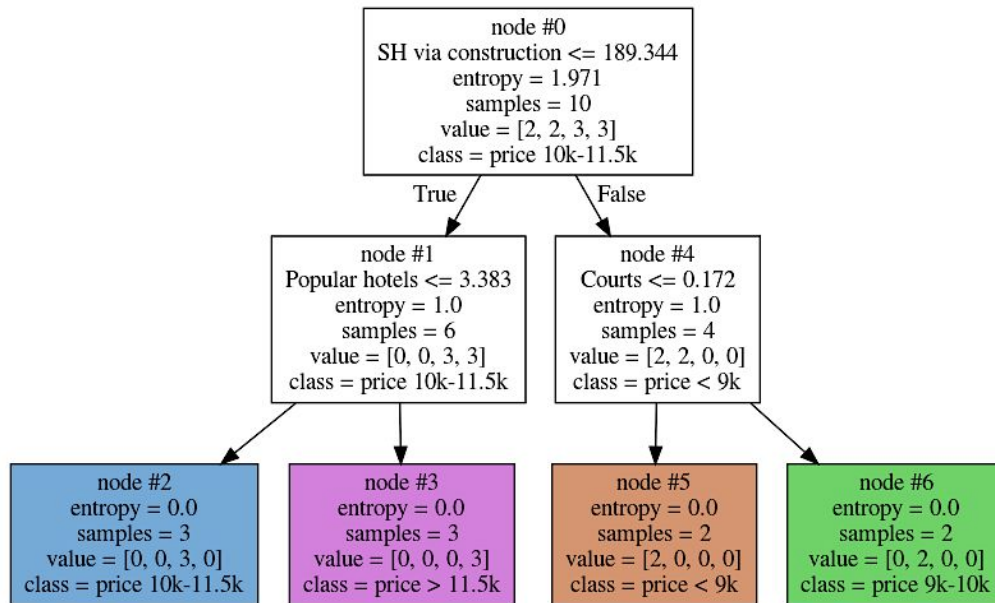 node #0
SH via construction <= 189.344
entropy = 1.971
samples = 10
value = [2, 2, 3, 3]
class = price 10k-11.5k
True
False
node #1
Popular hotels <= 3.383
entropy = 1.0
samples = 6
value = [0, 0, 3, 3]
class = price 10k-11.5k
node #4
Courts <= 0.172
entropy = 1.0
samples = 4
value = [2, 2, 0, 0]
class = price < 9k
node #2
entropy = 0.0
samples = 3
value = [0, 0, 3, 0]
class = price 10k-11.5k
node #3
entropy = 0.0
samples = 3
value = [0, 0, 0, 3]
class = price > 11.5k
node #5
entropy = 0.0
samples = 2
value = [2, 0, 0, 0]
class = price < 9k
node #6
entropy = 0.0
samples = 2
value = [0, 2, 0, 0]
class = price 9k-10k